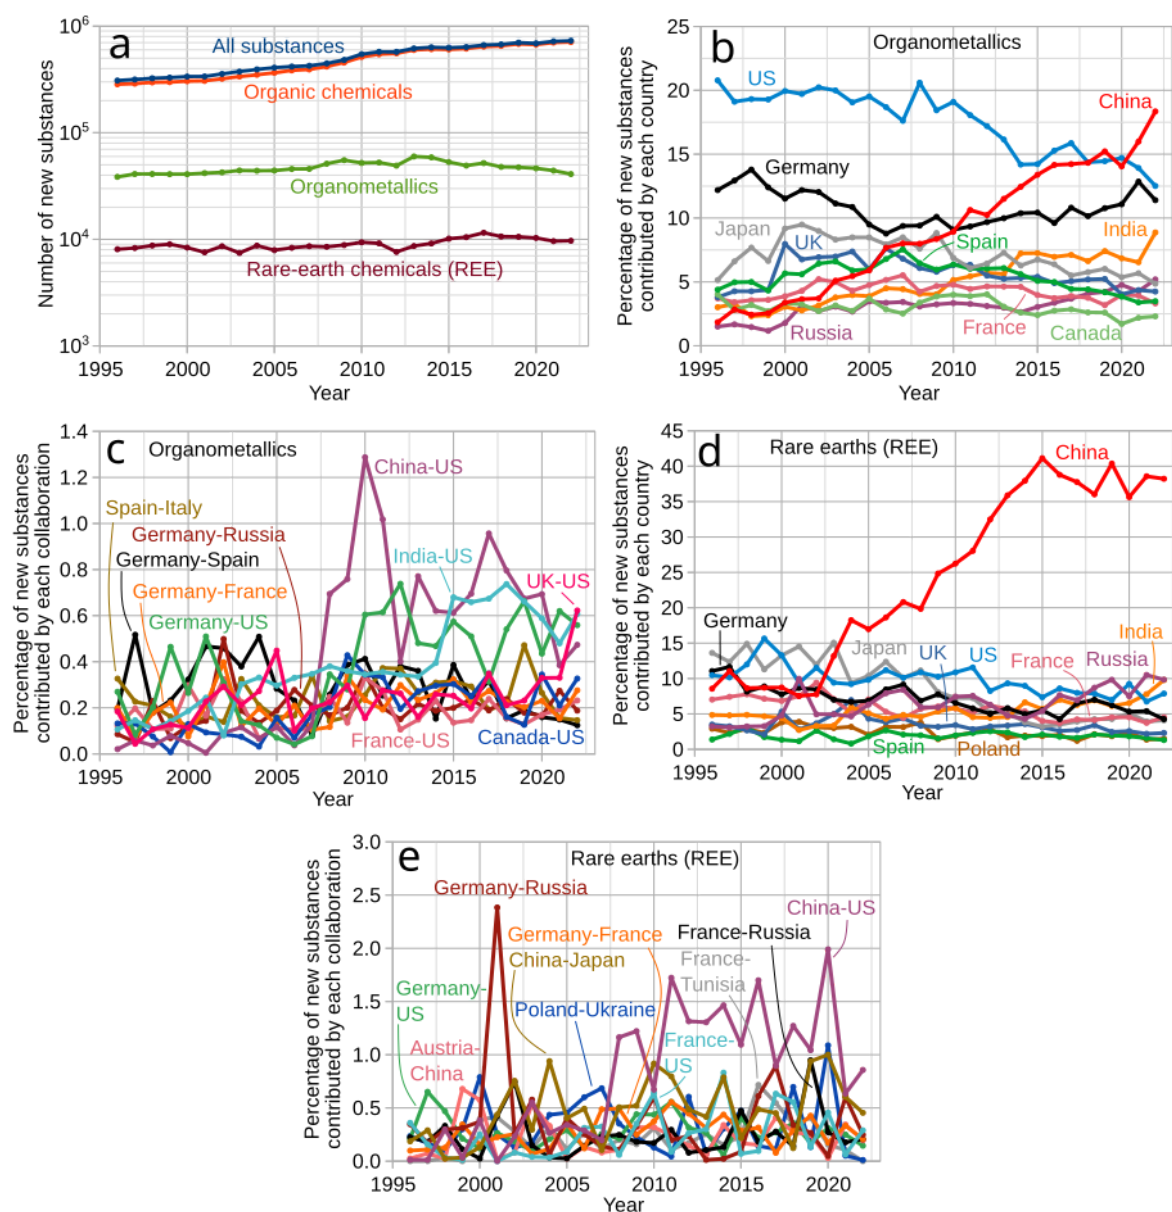 a
Number of new substances
10^6
10^5
10^4
10^3
All substances
Organic chemicals
Organometallics
Rare-earth chemicals (REE)
1995 2000 2005 2010 2015 2020
Year
b
Organometallics
Percentage of new substances
contributed by each country
25
20
15
10
5
0
US
China
Germany
Japan
UK
Spain
India
Russia
France
Canada
1995 2000 2005 2010 2015 2020
Year
c
Organometallics
Percentage of new substances
contributed by each collaboration
1.4
1.2
1.0
0.8
0.6
0.4
0.2
0.0
China-US
Spain-Italy
Germany-Russia
Germany-Spain
India-US
UK-US
Germany-France
Germany-US
France-US
Canada-US
1995 2000 2005 2010 2015 2020
Year
d
Rare earths (REE)
Percentage of new substances
contributed by each country
45
40
35
30
25
20
15
10
5
0
China
Germany
Japan
UK
US
France
Russia
India
Spain
Poland
1995 2000 2005 2010 2015 2020
Year
e
Rare earths (REE)
Percentage of new substances
contributed by each collaboration
3.0
2.5
2.0
1.5
1.0
0.5
0.0
Germany-Russia
China-US
Germany-France
France-Russia
China-Japan
France-
Tunisia
Germany-
US
Poland-Ukraine
Austria-
China
France-
US
1995 2000 2005 2010 2015 2020
Year